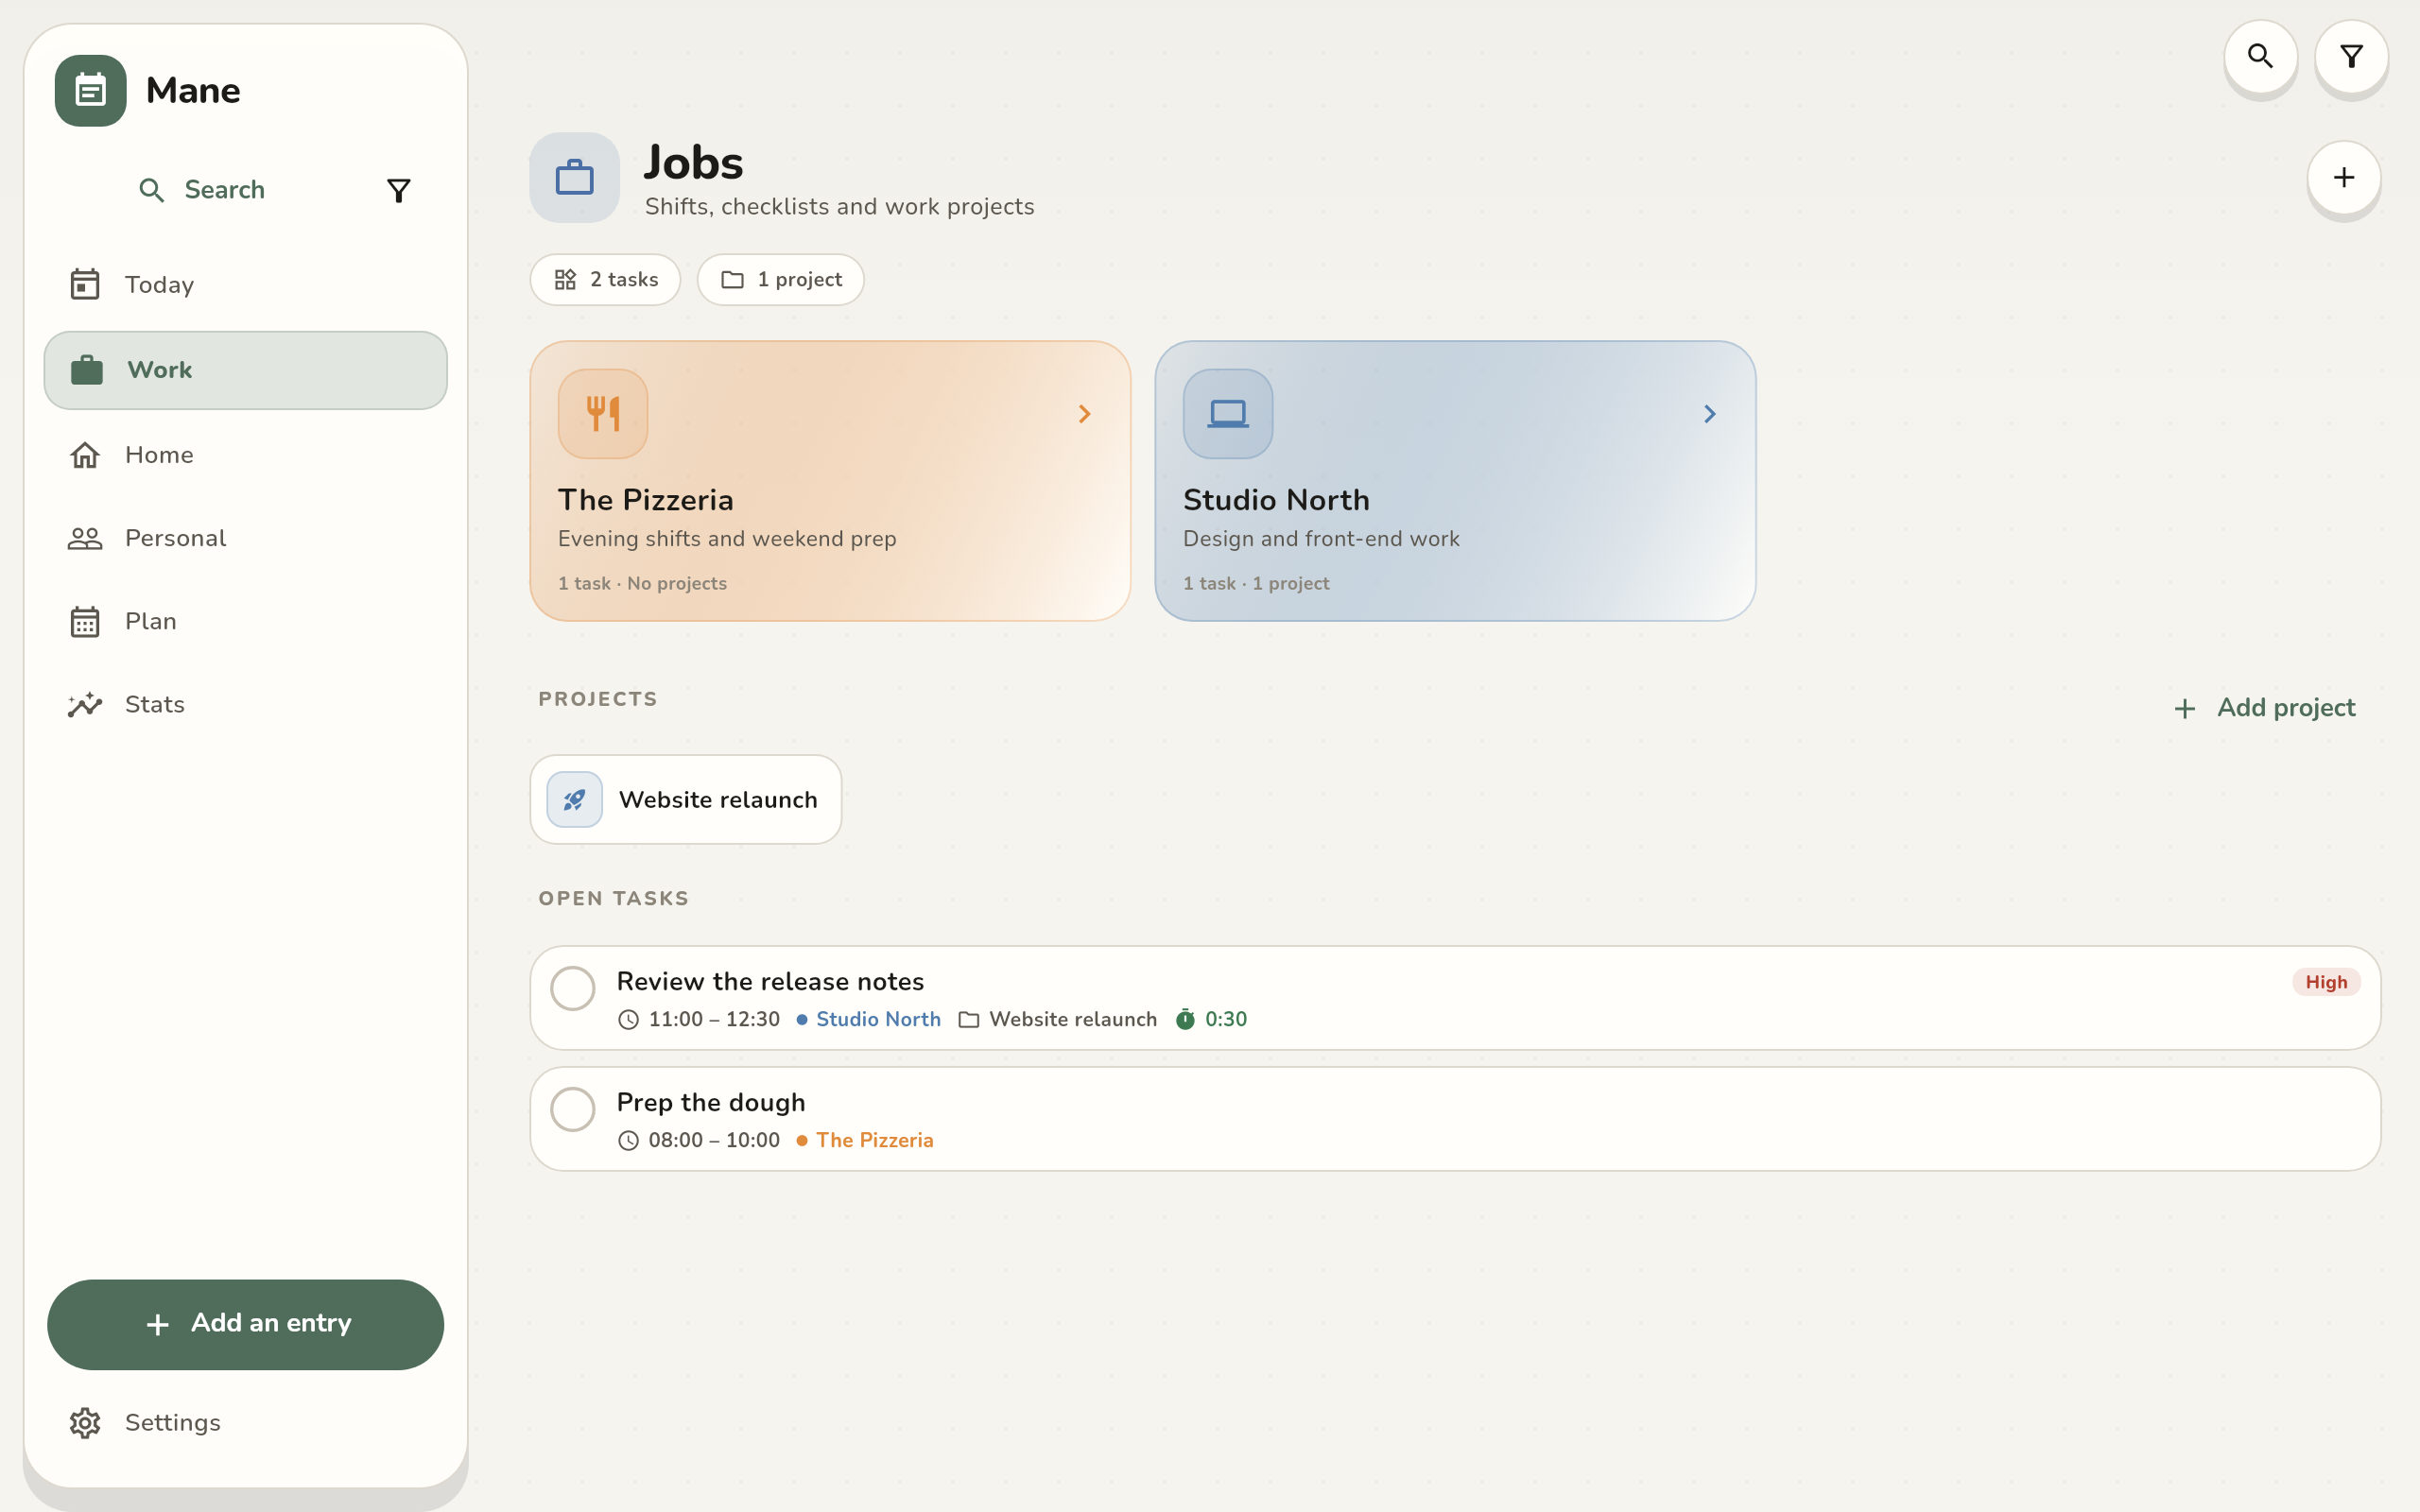 Mane
Search
Today
Work
Home
Personal
Plan
Stats
Add an entry
Settings
Jobs
Shifts, checklists and work projects
2 tasks
1 project
The Pizzeria
Evening shifts and weekend prep
1 task · No projects
Studio North
Design and front-end work
1 task · 1 project
PROJECTS
Add project
Website relaunch
OPEN TASKS
Review the release notes
High
11:00 – 12:30 Studio North Website relaunch 0:30
Prep the dough
08:00 – 10:00 The Pizzeria